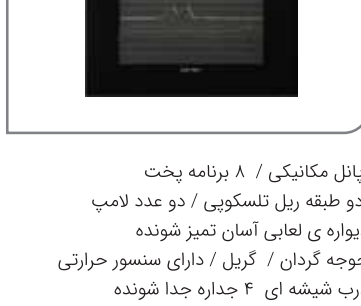 پانل مکانیکی / ۸ برنامه پخت
دو طبقه ریل تلسکوپی / دو عدد لامپ
یواره ی لعابی آسان تمیز شونده
جوجه گردان / گریل / دارای سنسور حرارتی
رب شیشه ای ۴ جداره جدا شونده